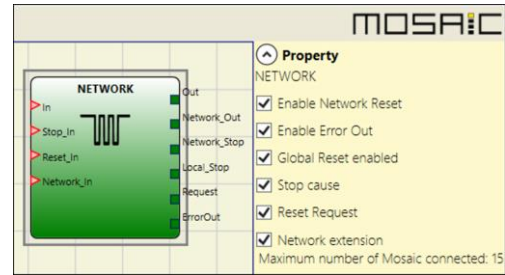 MOSAIC
NETWORK
In
Stop_In
Reset_In
Network_In
Out
Network_Out
Network_Stop
Local_Stop
Request
ErrorOut
Property
NETWORK
Enable Network Reset
Enable Error Out
Global Reset enabled
Stop cause
Reset Request
Network extension
Maximum number of Mosaic connected: 15